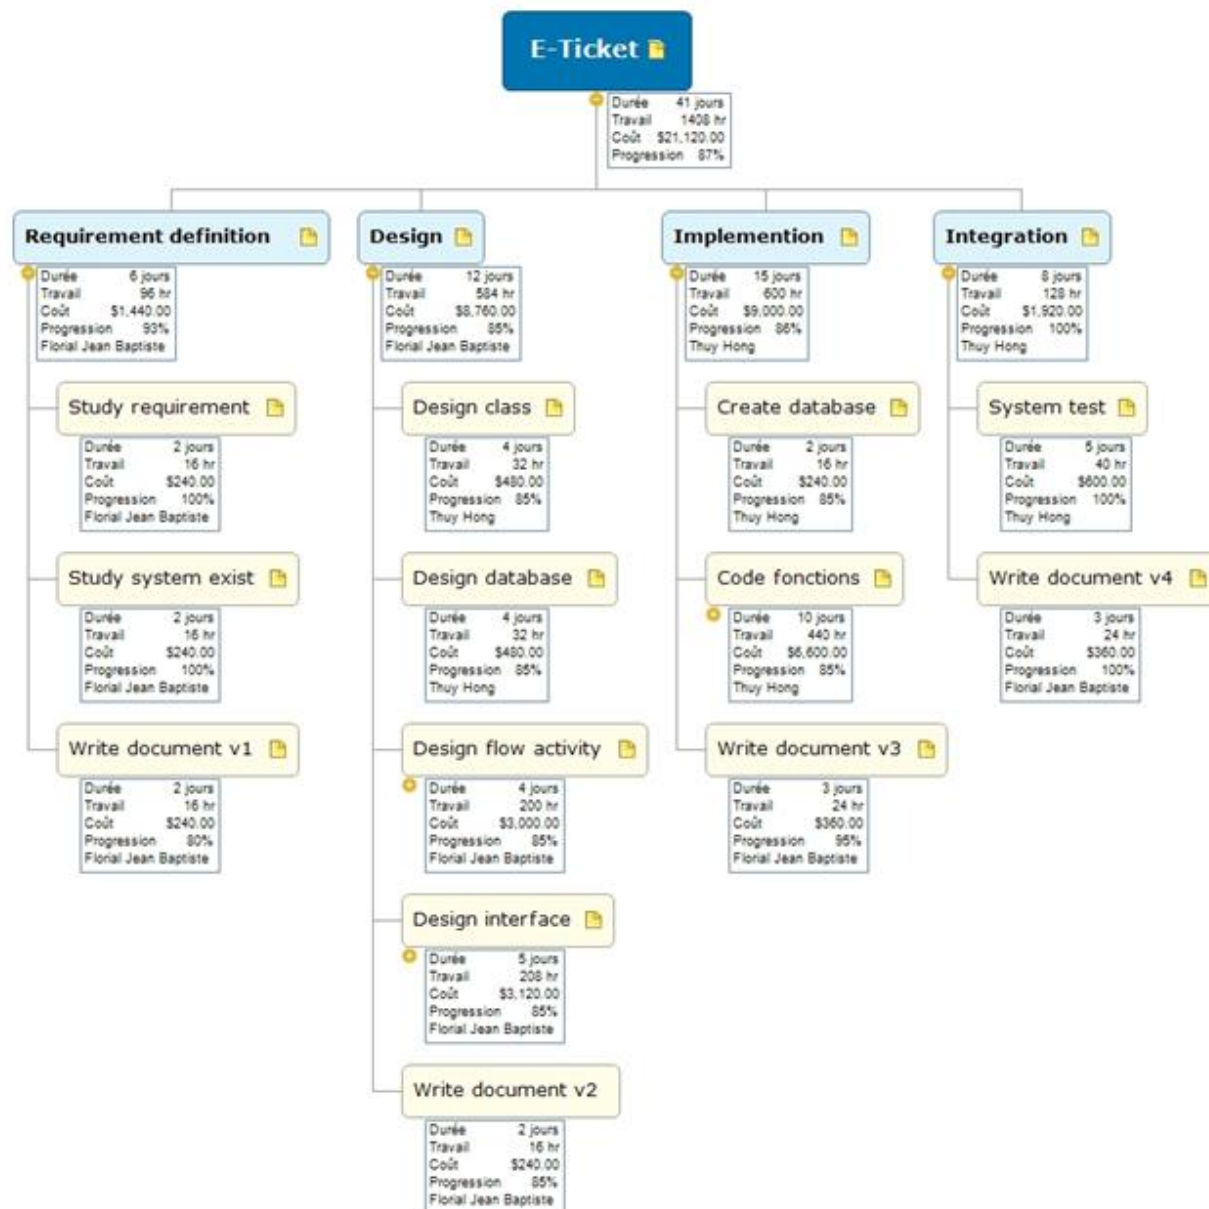 E-Ticket
Durée 41 jours
Travail 1408 hr
Coût $21,120.00
Progression 87%
Requirement definition
Durée 6 jours
Travail 96 hr
Coût $1,440.00
Progression 93%
Florial Jean Baptiste
Study requirement
Durée 2 jours
Travail 16 hr
Coût $240.00
Progression 100%
Florial Jean Baptiste
Study system exist
Durée 2 jours
Travail 16 hr
Coût $240.00
Progression 100%
Florial Jean Baptiste
Write document v1
Durée 2 jours
Travail 16 hr
Coût $240.00
Progression 80%
Florial Jean Baptiste
Design
Durée 12 jours
Travail 584 hr
Coût $8,760.00
Progression 85%
Florial Jean Baptiste
Design class
Durée 4 jours
Travail 32 hr
Coût $480.00
Progression 85%
Thuy Hong
Design database
Durée 4 jours
Travail 32 hr
Coût $480.00
Progression 85%
Thuy Hong
Design flow activity
Durée 4 jours
Travail 200 hr
Coût $3,000.00
Progression 85%
Florial Jean Baptiste
Design interface
Durée 5 jours
Travail 208 hr
Coût $3,120.00
Progression 85%
Florial Jean Baptiste
Write document v2
Durée 2 jours
Travail 16 hr
Coût $240.00
Progression 85%
Florial Jean Baptiste
Implemention
Durée 15 jours
Travail 600 hr
Coût $9,000.00
Progression 86%
Thuy Hong
Create database
Durée 2 jours
Travail 16 hr
Coût $240.00
Progression 85%
Thuy Hong
Code fonctions
Durée 10 jours
Travail 440 hr
Coût $6,600.00
Progression 85%
Thuy Hong
Write document v3
Durée 3 jours
Travail 24 hr
Coût $360.00
Progression 95%
Florial Jean Baptiste
Integration
Durée 8 jours
Travail 128 hr
Coût $1,920.00
Progression 100%
Thuy Hong
System test
Durée 5 jours
Travail 40 hr
Coût $600.00
Progression 100%
Thuy Hong
Write document v4
Durée 3 jours
Travail 24 hr
Coût $360.00
Progression 100%
Florial Jean Baptiste